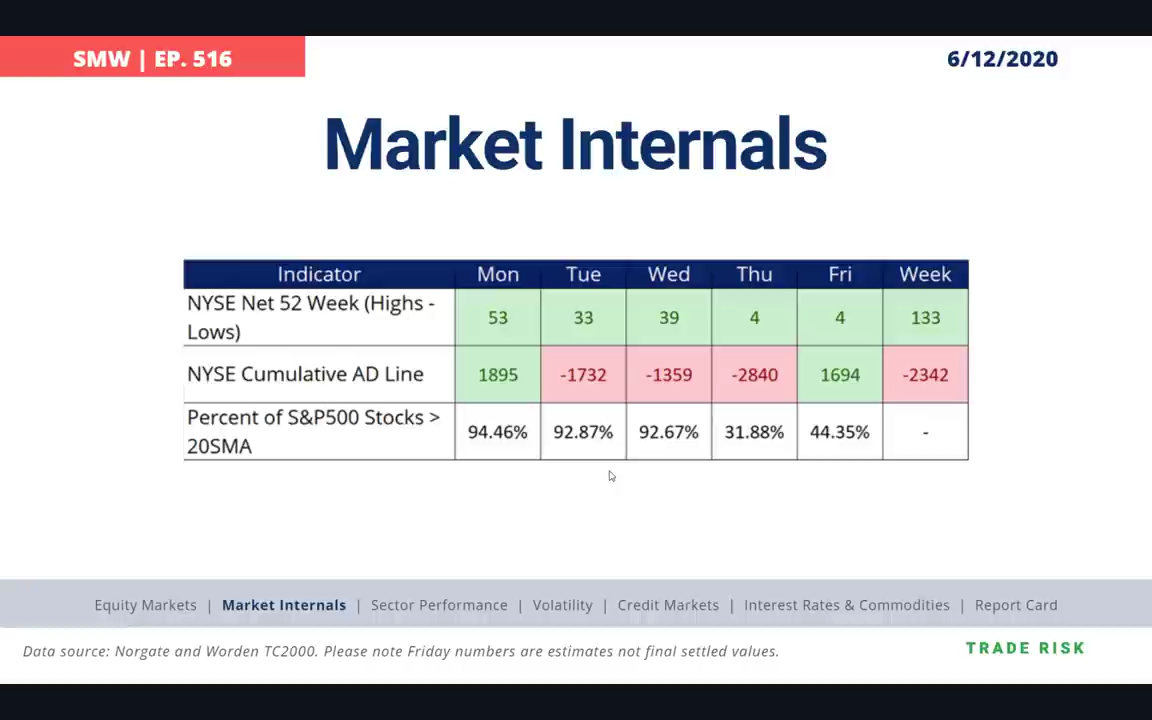 SMW | EP. 516
6/12/2020
Market Internals
Indicator Mon Tue Wed Thu Fri Week
NYSE Net 52 Week (Highs -
Lows) 53 33 39 4 4 133
NYSE Cumulative AD Line 1895 -1732 -1359 -2840 1694 -2342
Percent of S&P500 Stocks >
20SMA 94.46% 92.87% 92.67% 31.88% 44.35% -
Equity Markets | Market Internals | Sector Performance | Volatility | Credit Markets | Interest Rates & Commodities | Report Card
Data source: Norgate and Worden TC2000. Please note Friday numbers are estimates not final settled values.
TRADE RISK